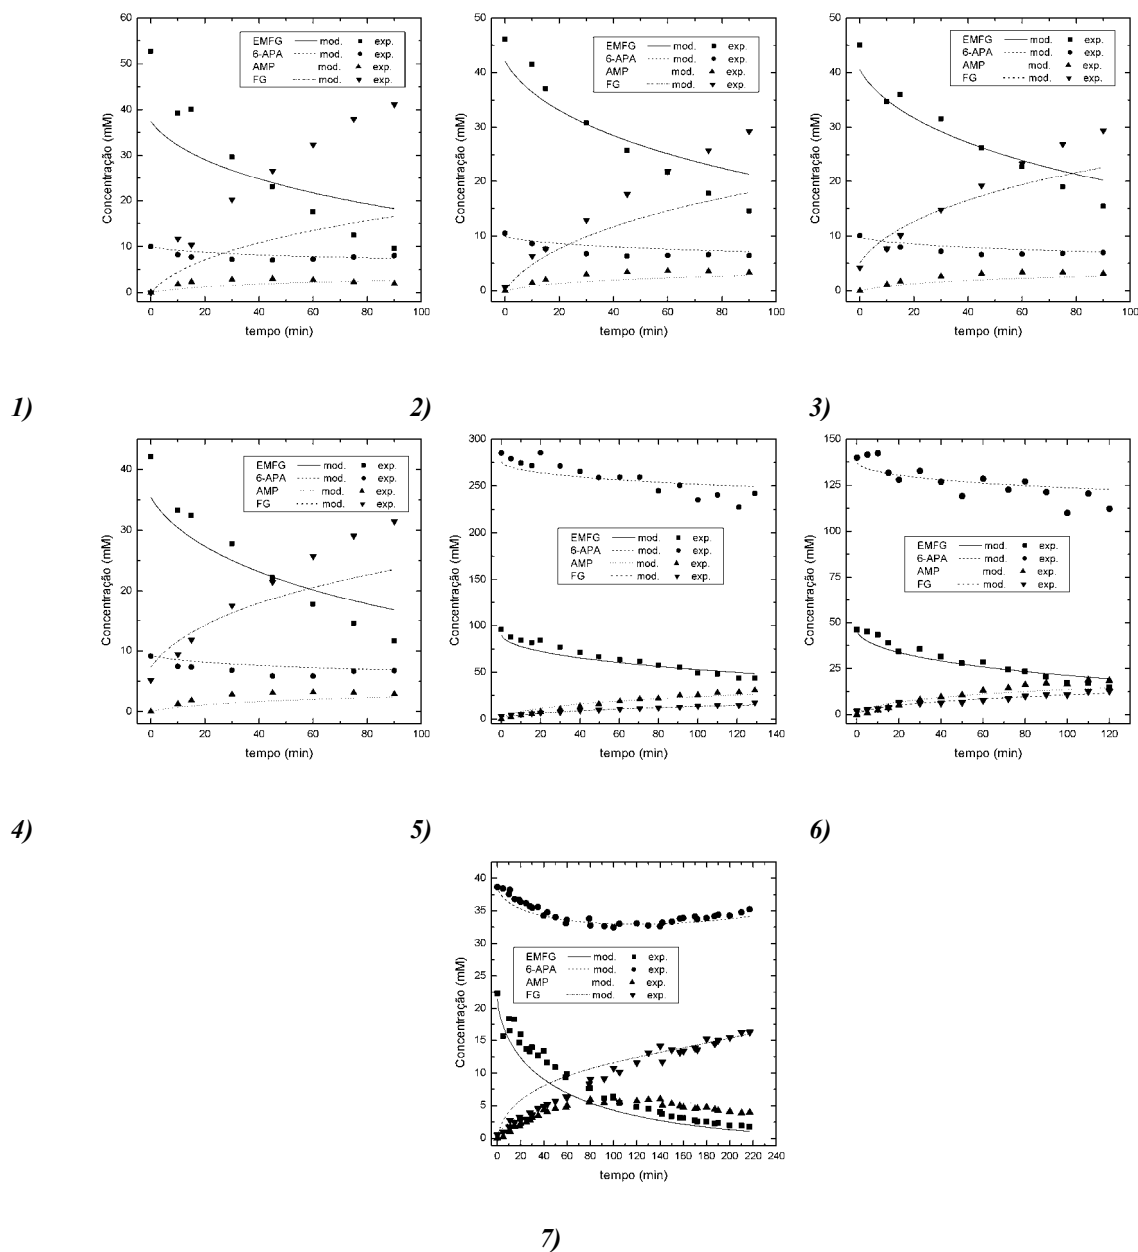 60
50
40
30
20
10
0
Concentração (mM)
EMFG mod. exp.
6-APA mod. exp.
AMP mod. exp.
FG mod. exp.
0 20 40 60 80 100
tempo (min)
1)
50
40
30
20
10
0
Concentração (mM)
EMFG mod. exp.
6-APA mod. exp.
AMP mod. exp.
FG mod. exp.
0 20 40 60 80 100
tempo (min)
2)
50
40
30
20
10
0
Concentração (mM)
EMFG mod. exp.
6-APA mod. exp.
AMP mod. exp.
FG mod. exp.
0 20 40 60 80 100
tempo (min)
3)
40
30
20
10
0
Concentração (mM)
EMFG mod. exp.
6-APA mod. exp.
AMP mod. exp.
FG mod. exp.
0 20 40 60 80 100
tempo (min)
4)
300
250
200
150
100
50
0
Concentração (mM)
EMFG mod. exp.
6-APA mod. exp.
AMP mod. exp.
FG mod. exp.
0 20 40 60 80 100 120 140
tempo (min)
5)
150
125
100
75
50
25
0
Concentração (mM)
EMFG mod. exp.
6-APA mod. exp.
AMP mod. exp.
FG mod. exp.
0 20 40 60 80 100 120
tempo (min)
6)
40
35
30
25
20
15
10
5
0
Concentração (mM)
EMFG mod. exp.
6-APA mod. exp.
AMP mod. exp.
FG mod. exp.
0 20 40 60 80 100 120 140 160 180 200 220 240
tempo (min)
7)